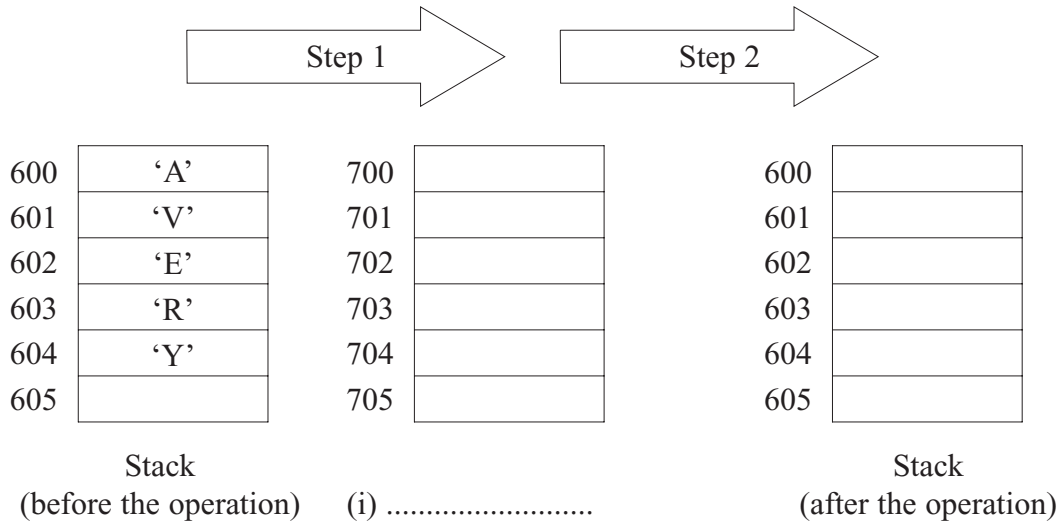 Step 1 Step 2
600 ‘A’ 700 600
601 ‘V’ 701 601
602 ‘E’ 702 602
603 ‘R’ 703 603
604 ‘Y’ 704 604
605 705 605
Stack Stack
(before the operation) (i) .......................... (after the operation)